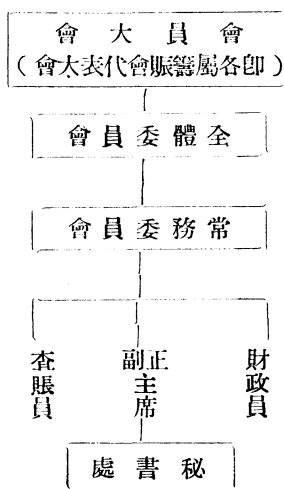 會員大會
（卽各屬籌賑會代表大會）
全體委員會
常務委員會
財政員
正副主席
查賬員
秘書處